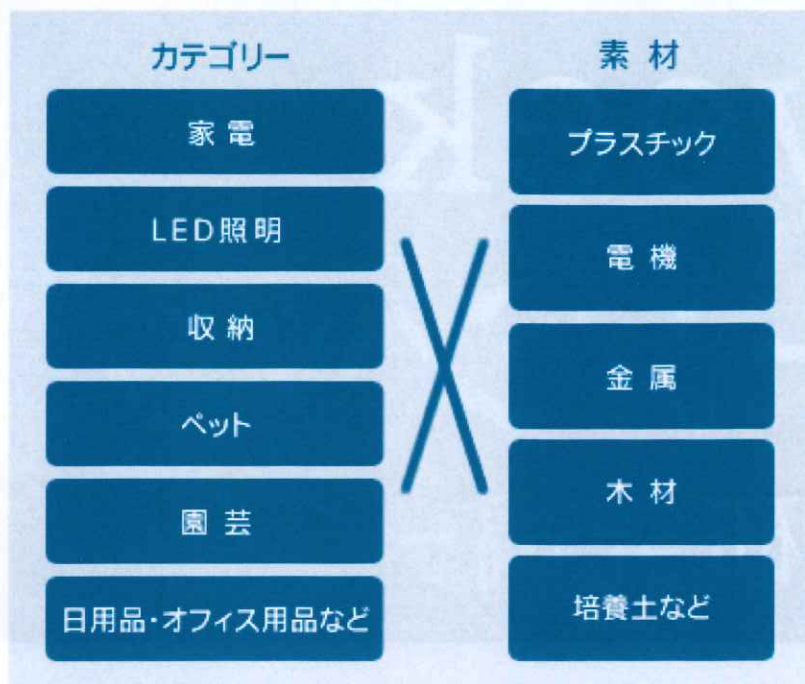 カテゴリー
家電
LED照明
収納
ペット
園芸
日用品・オフィス用品など
素材
プラスチック
電機
金属
木材
培養土など